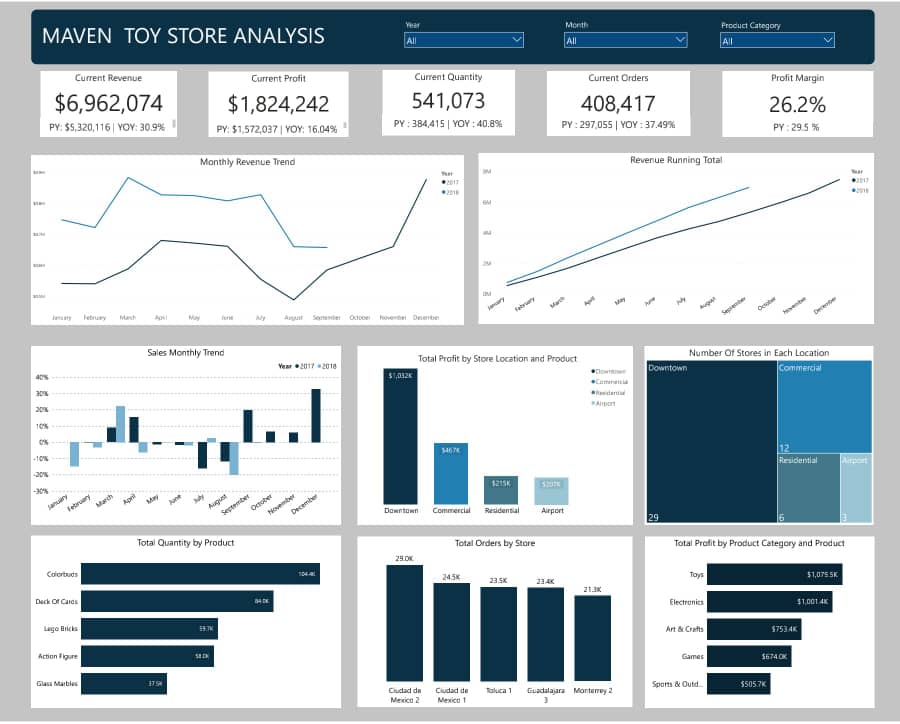 MAVEN TOY STORE ANALYSIS
Year
All
Month
All
Product Category
All
Current Revenue
$6,962,074
PY: $5,320,116 | YOY: 30.9%
Current Profit
$1,824,242
PY: $1,572,037 | YOY: 16.04%
Current Quantity
541,073
PY : 384,415 | YOY : 40.8%
Current Orders
408,417
PY : 297,055 | YOY : 37.49%
Profit Margin
26.2%
PY : 29.5 %
Monthly Revenue Trend
Year
2017
2018
January February March April May June July August September October November December
Revenue Running Total
Year
2017
2018
8M
6M
4M
2M
0M
January February March April May June July August September October November December
Sales Monthly Trend
Year 2017 2018
40%
30%
20%
10%
0%
-10%
-20%
-30%
January February March April May June July August September October November December
Total Profit by Store Location and Product
Downtown
Commercial
Residential
Airport
$1,032K
$467K
$215K
$207K
Downtown Commercial Residential Airport
Number Of Stores in Each Location
Downtown
29
Commercial
12
Residential
6
Airport
3
Total Quantity by Product
Colorbuds 104.4K
Deck Of Cards 84.0K
Lego Bricks 59.7K
Action Figure 58.0K
Glass Marbles 37.5K
Total Orders by Store
29.0K
24.5K
23.5K
23.4K
21.3K
Ciudad de Mexico 2
Ciudad de Mexico 1
Toluca 1
Guadalajara 3
Monterrey 2
Total Profit by Product Category and Product
Toys $1,075.5K
Electronics $1,001.4K
Art & Crafts $753.4K
Games $674.0K
Sports & Outd... $505.7K